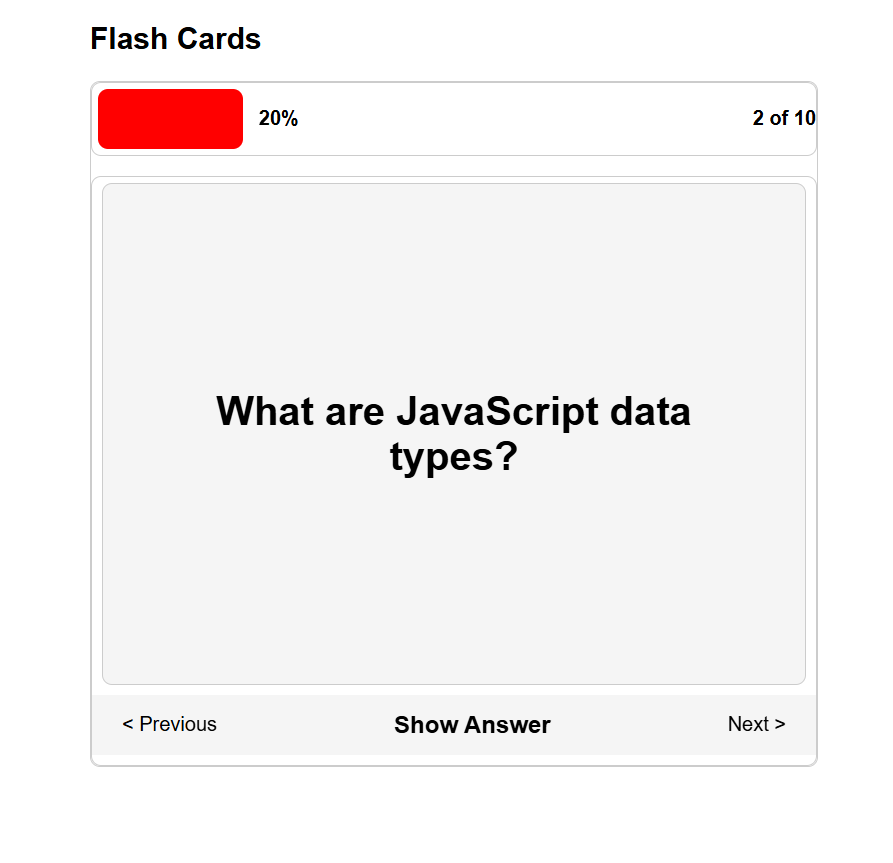 Flash Cards
20% 2 of 10
What are JavaScript data
types?
< Previous Show Answer Next >